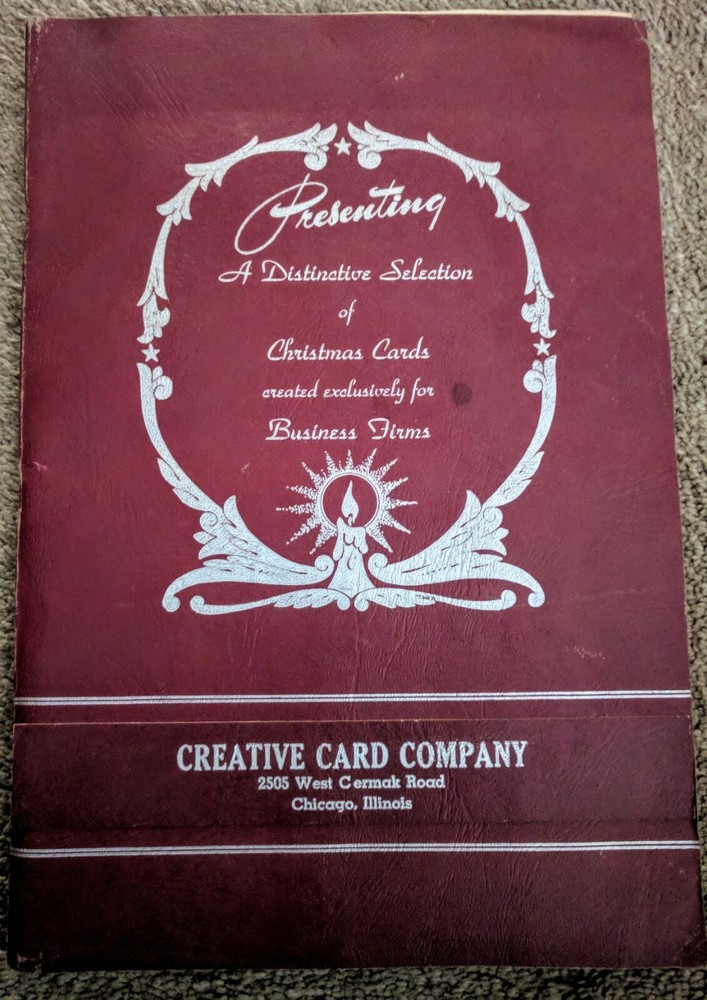 Presenting
A Distinctive Selection
of
Christmas Cards
created exclusively for
Business Firms
CREATIVE CARD COMPANY
2505 West Cermak Road
Chicago, Illinois